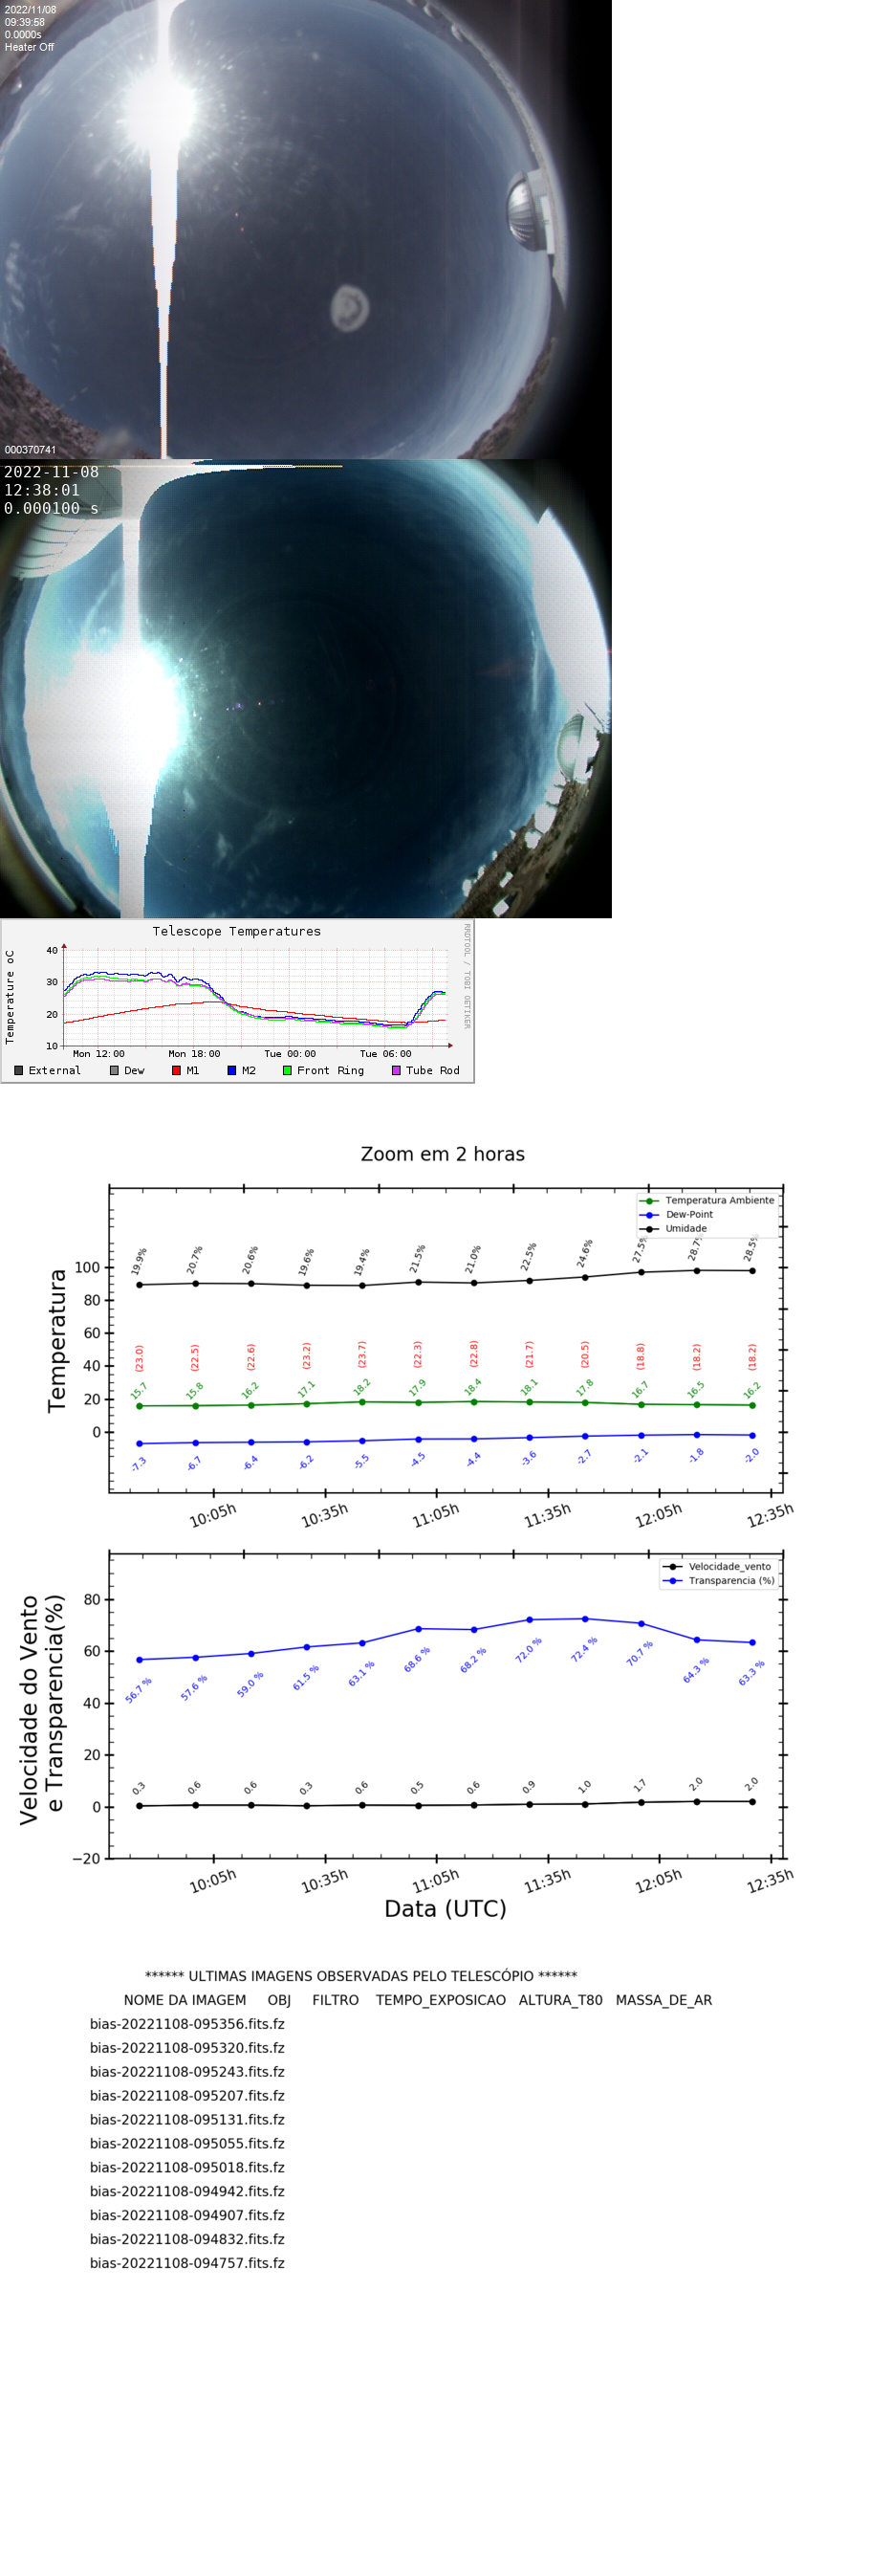 2022/11/08
09:39:58
0.0000s
Heater Off
000370741
2022-11-08
12:38:01
0.000100 s
Telescope Temperatures
RRDTOOL / TOBI OETIKER
Temperature oC
40
30
20
10
Mon 12:00 Mon 18:00 Tue 00:00 Tue 06:00
External Dew M1 M2 Front Ring Tube Rod
Zoom em 2 horas
Temperatura Ambiente
Dew-Point
Umidade
Temperatura
100
80
60
40
20
0
19.9% 20.7% 20.6% 19.6% 19.4% 21.5% 21.0% 22.5% 24.6% 27.5% 28.7% 28.5%
(23.0) (22.5) (22.6) (23.2) (23.7) (22.3) (22.8) (21.7) (20.5) (18.8) (18.2) (18.2)
15.7 15.8 16.2 17.1 18.2 17.9 18.4 18.1 17.8 16.7 16.5 16.2
-7.3 -6.7 -6.4 -6.2 -5.5 -4.5 -4.4 -3.6 -2.7 -2.1 -1.8 -2.0
10:05h 10:35h 11:05h 11:35h 12:05h 12:35h
Velocidade_vento
Transparencia (%)
Velocidade do Vento
e Transparencia(%)
80
60
40
20
0
−20
56.7 % 57.6 % 59.0 % 61.5 % 63.1 % 68.6 % 68.2 % 72.0 % 72.4 % 70.7 % 64.3 % 63.3 %
0.3 0.6 0.6 0.3 0.6 0.5 0.6 0.9 1.0 1.7 2.0 2.0
10:05h 10:35h 11:05h 11:35h 12:05h 12:35h
Data (UTC)
****** ULTIMAS IMAGENS OBSERVADAS PELO TELESCÓPIO ******
NOME DA IMAGEM OBJ FILTRO TEMPO_EXPOSICAO ALTURA_T80 MASSA_DE_AR
bias-20221108-095356.fits.fz
bias-20221108-095320.fits.fz
bias-20221108-095243.fits.fz
bias-20221108-095207.fits.fz
bias-20221108-095131.fits.fz
bias-20221108-095055.fits.fz
bias-20221108-095018.fits.fz
bias-20221108-094942.fits.fz
bias-20221108-094907.fits.fz
bias-20221108-094832.fits.fz
bias-20221108-094757.fits.fz